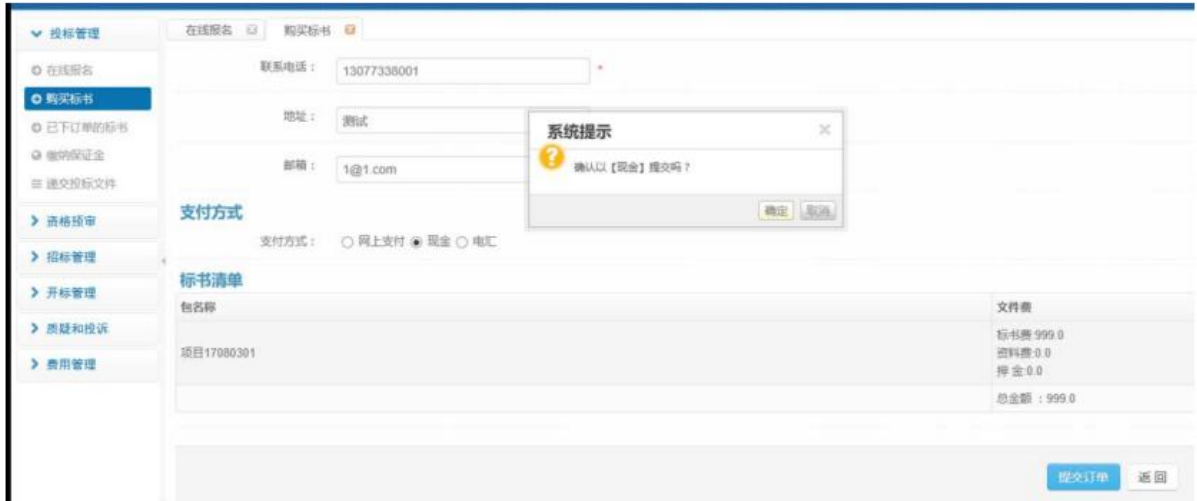 投标管理
在线报名
购买标书
已下订单的标书
缴纳保证金
递交投标文件
资格预审
招标管理
开标管理
质疑和投诉
费用管理
在线报名 购买标书
联系电话： 13077338001 *
地址： 测试
邮箱： 1@1.com
系统提示
确认以【现金】提交吗？
确定 取消
支付方式
支付方式： 网上支付 现金 电汇
标书清单
包名称 文件费
项目17080301
标书费:999.0
资料费:0.0
押 金:0.0
总金额 ：999.0
提交订单 返回